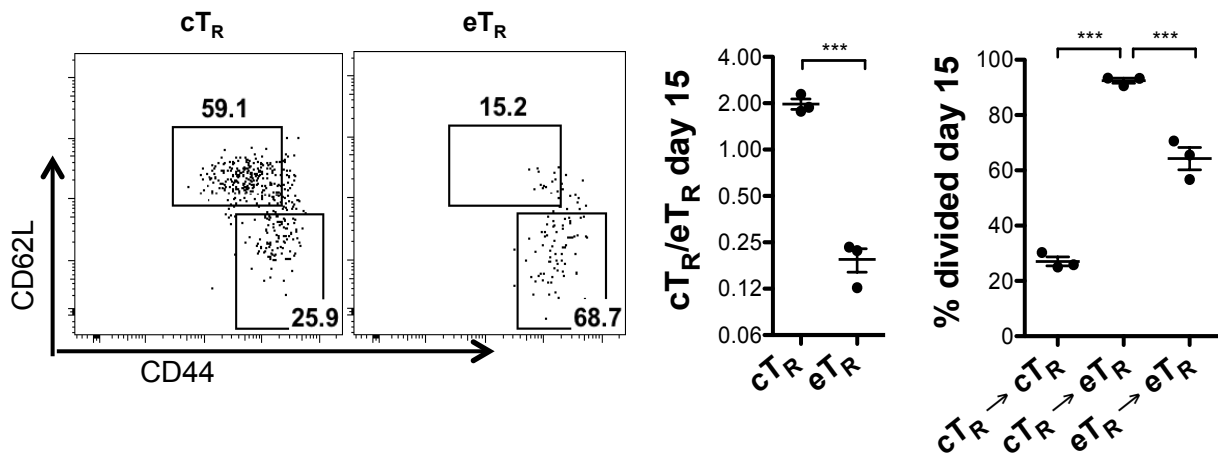 cTR
eTR
59.1
15.2
25.9
68.7
CD62L
CD44
cTR/eTR day 15
4.00
2.00
1.00
0.50
0.25
0.12
0.06
***
cTR
eTR
% divided day 15
100
80
60
40
20
0
***
***
cTR → cTR
cTR → eTR
eTR → eTR